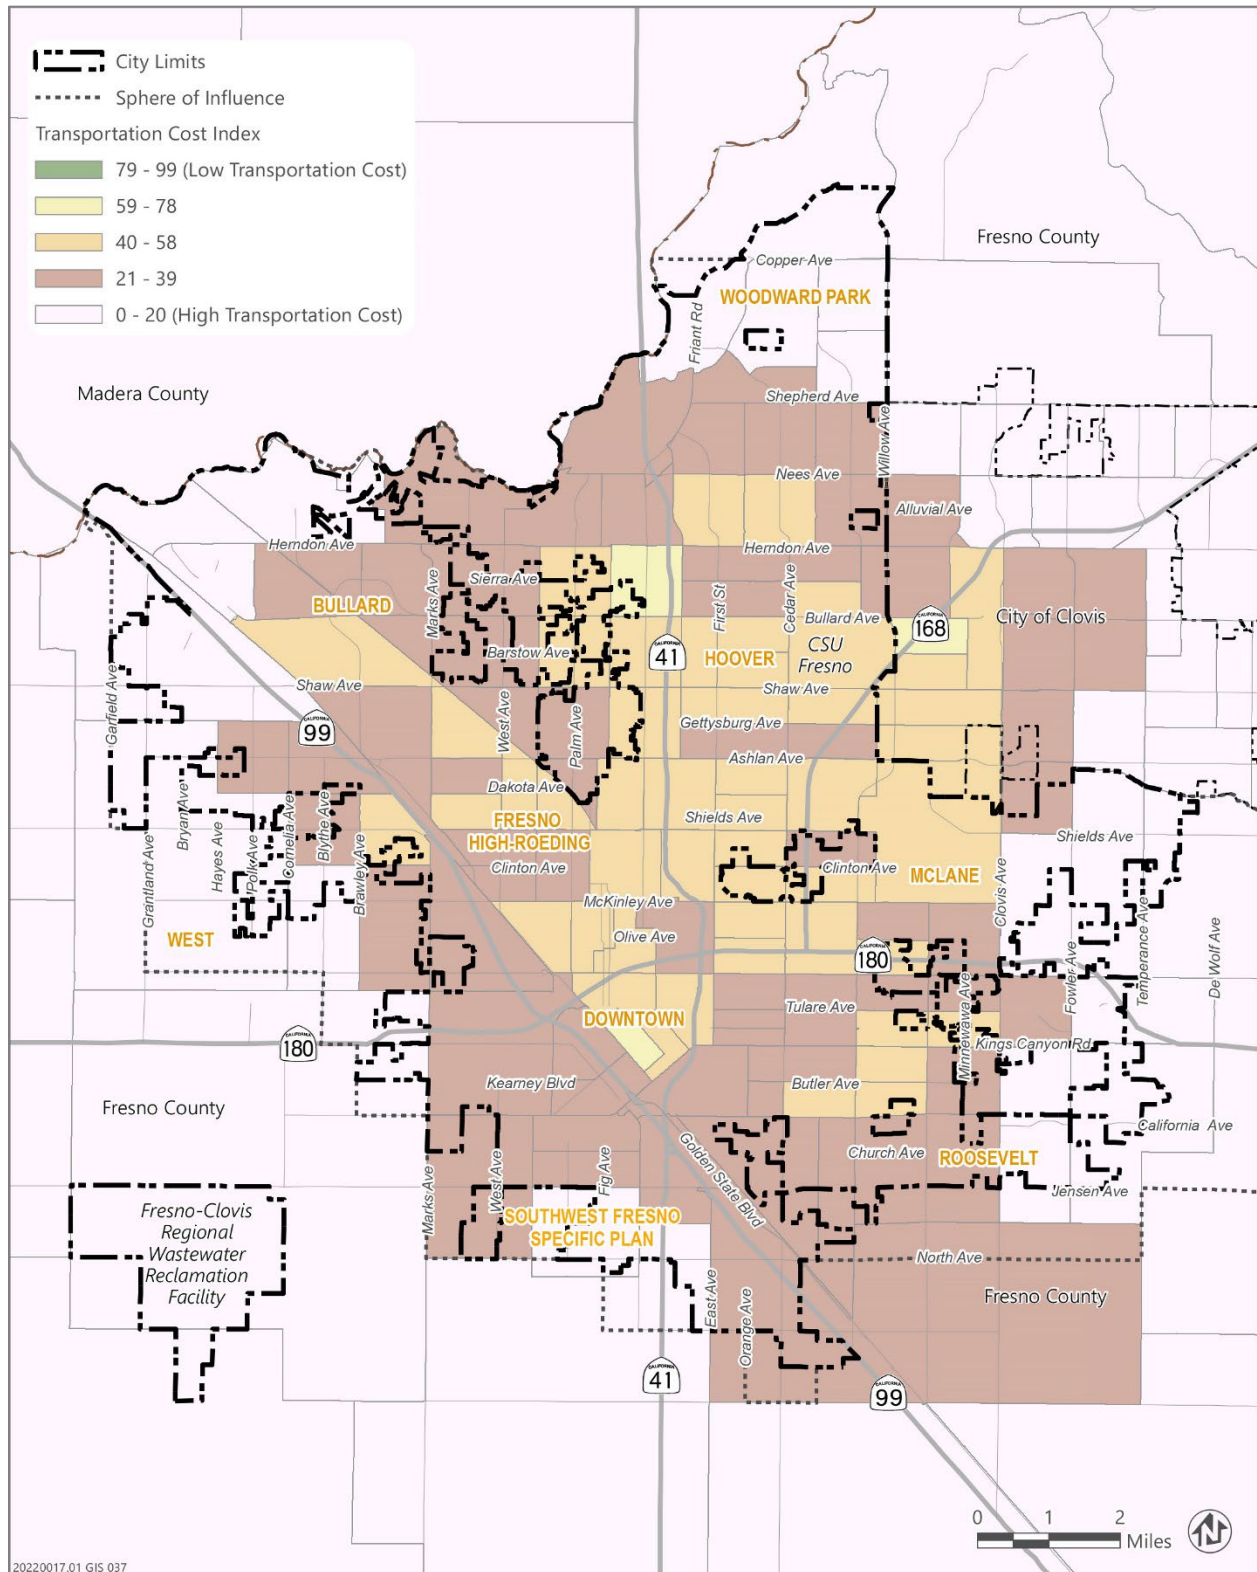 City Limits
Sphere of Influence
Transportation Cost Index
79 - 99 (Low Transportation Cost)
59 - 78
40 - 58
21 - 39
0 - 20 (High Transportation Cost)
Fresno County
Copper Ave
WOODWARD PARK
Friant Rd
Madera County
Shepherd Ave
Willow Ave
Nees Ave
Alluvial Ave
Herndon Ave
Herndon Ave
Sierra Ave
BULLARD
Marks Ave
First St
Cedar Ave
Bullard Ave
CALIFORNIA
168
City of Clovis
Barstow Ave
CALIFORNIA
41
HOOVER
CSU
Fresno
Garfield Ave
Shaw Ave
Shaw Ave
CALIFORNIA
99
West Ave
Palm Ave
Gettysburg Ave
Ashlan Ave
Dakota Ave
Bryan Ave
Cornelia Ave
Blythe Ave
FRESNO
HIGH-ROEDING
Shields Ave
Shields Ave
Grantland Ave
Hayes Ave
Polk Ave
Brawley Ave
Clinton Ave
Clinton Ave
MCLANE
Clovis Ave
McKinley Ave
WEST
Olive Ave
CALIFORNIA
180
Fowler Ave
Temperance Ave
De Wolf Ave
Tulare Ave
Minnewawa Ave
DOWNTOWN
CALIFORNIA
180
Kings Canyon Rd
Kearney Blvd
Butler Ave
Fresno County
California Ave
Golden State Blvd
Church Ave
ROOSEVELT
Marks Ave
West Ave
Fig Ave
Jensen Ave
Fresno-Clovis
Regional
Wastewater
Reclamation
Facility
SOUTHWEST FRESNO
SPECIFIC PLAN
North Ave
East Ave
Orange Ave
Fresno County
CALIFORNIA
41
CALIFORNIA
99
0 1 2
Miles
N
20220017.01 GIS 037